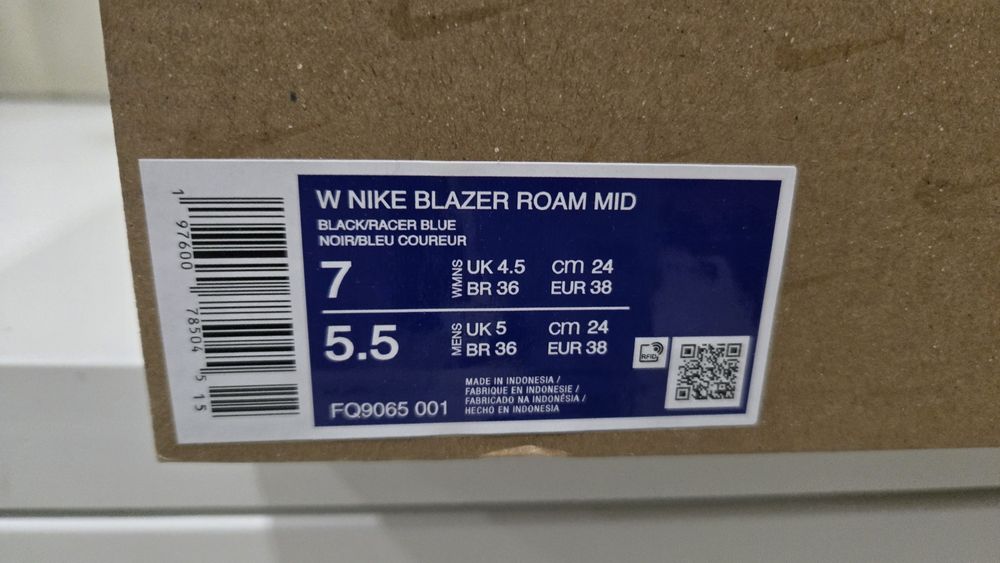 W NIKE BLAZER ROAM MID
BLACK/RACER BLUE
NOIR/BLEU COUREUR
7 WMNS UK 4.5 cm 24
BR 36 EUR 38
5.5 MENS UK 5 cm 24
BR 36 EUR 38
RFID
FQ9065 001
MADE IN INDONESIA /
FABRIQUE EN INDONESIE /
FABRICADO NA INDONÉSIA /
HECHO EN INDONESIA
1 97600 78504 5 15